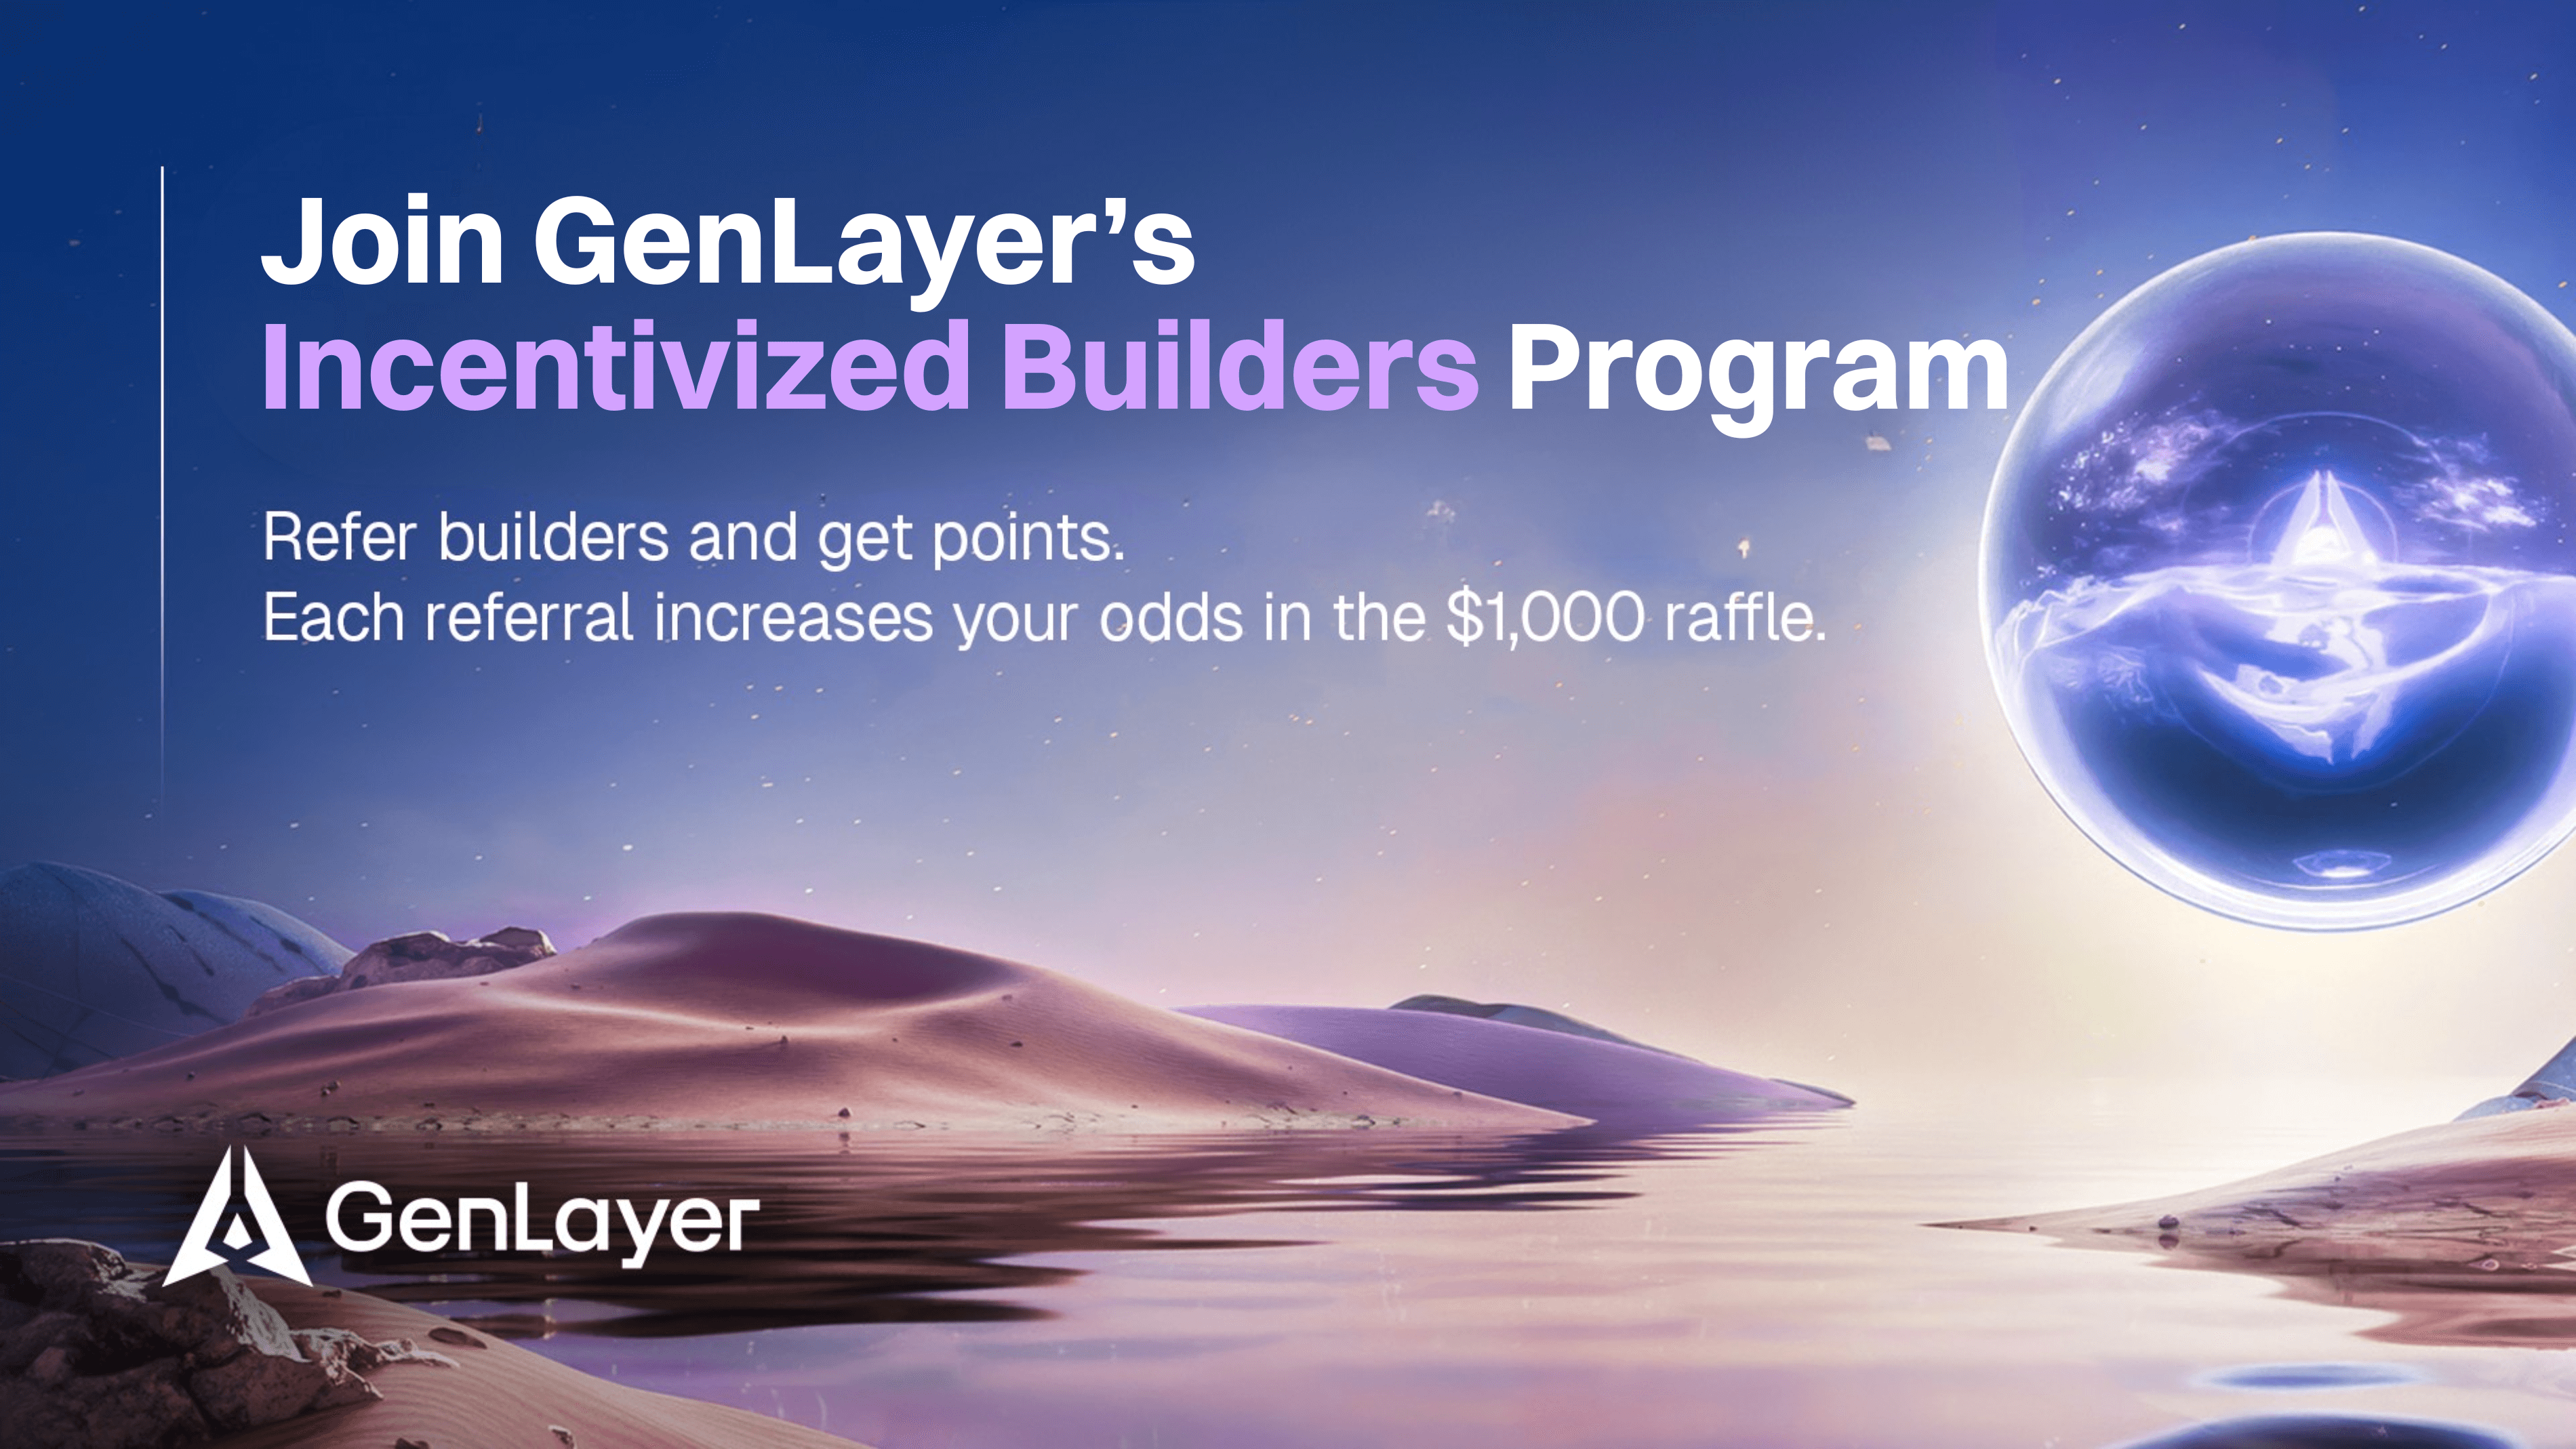 Join GenLayer’s
Incentivized Builders Program
Refer builders and get points.
Each referral increases your odds in the $1,000 raffle.
GenLayer